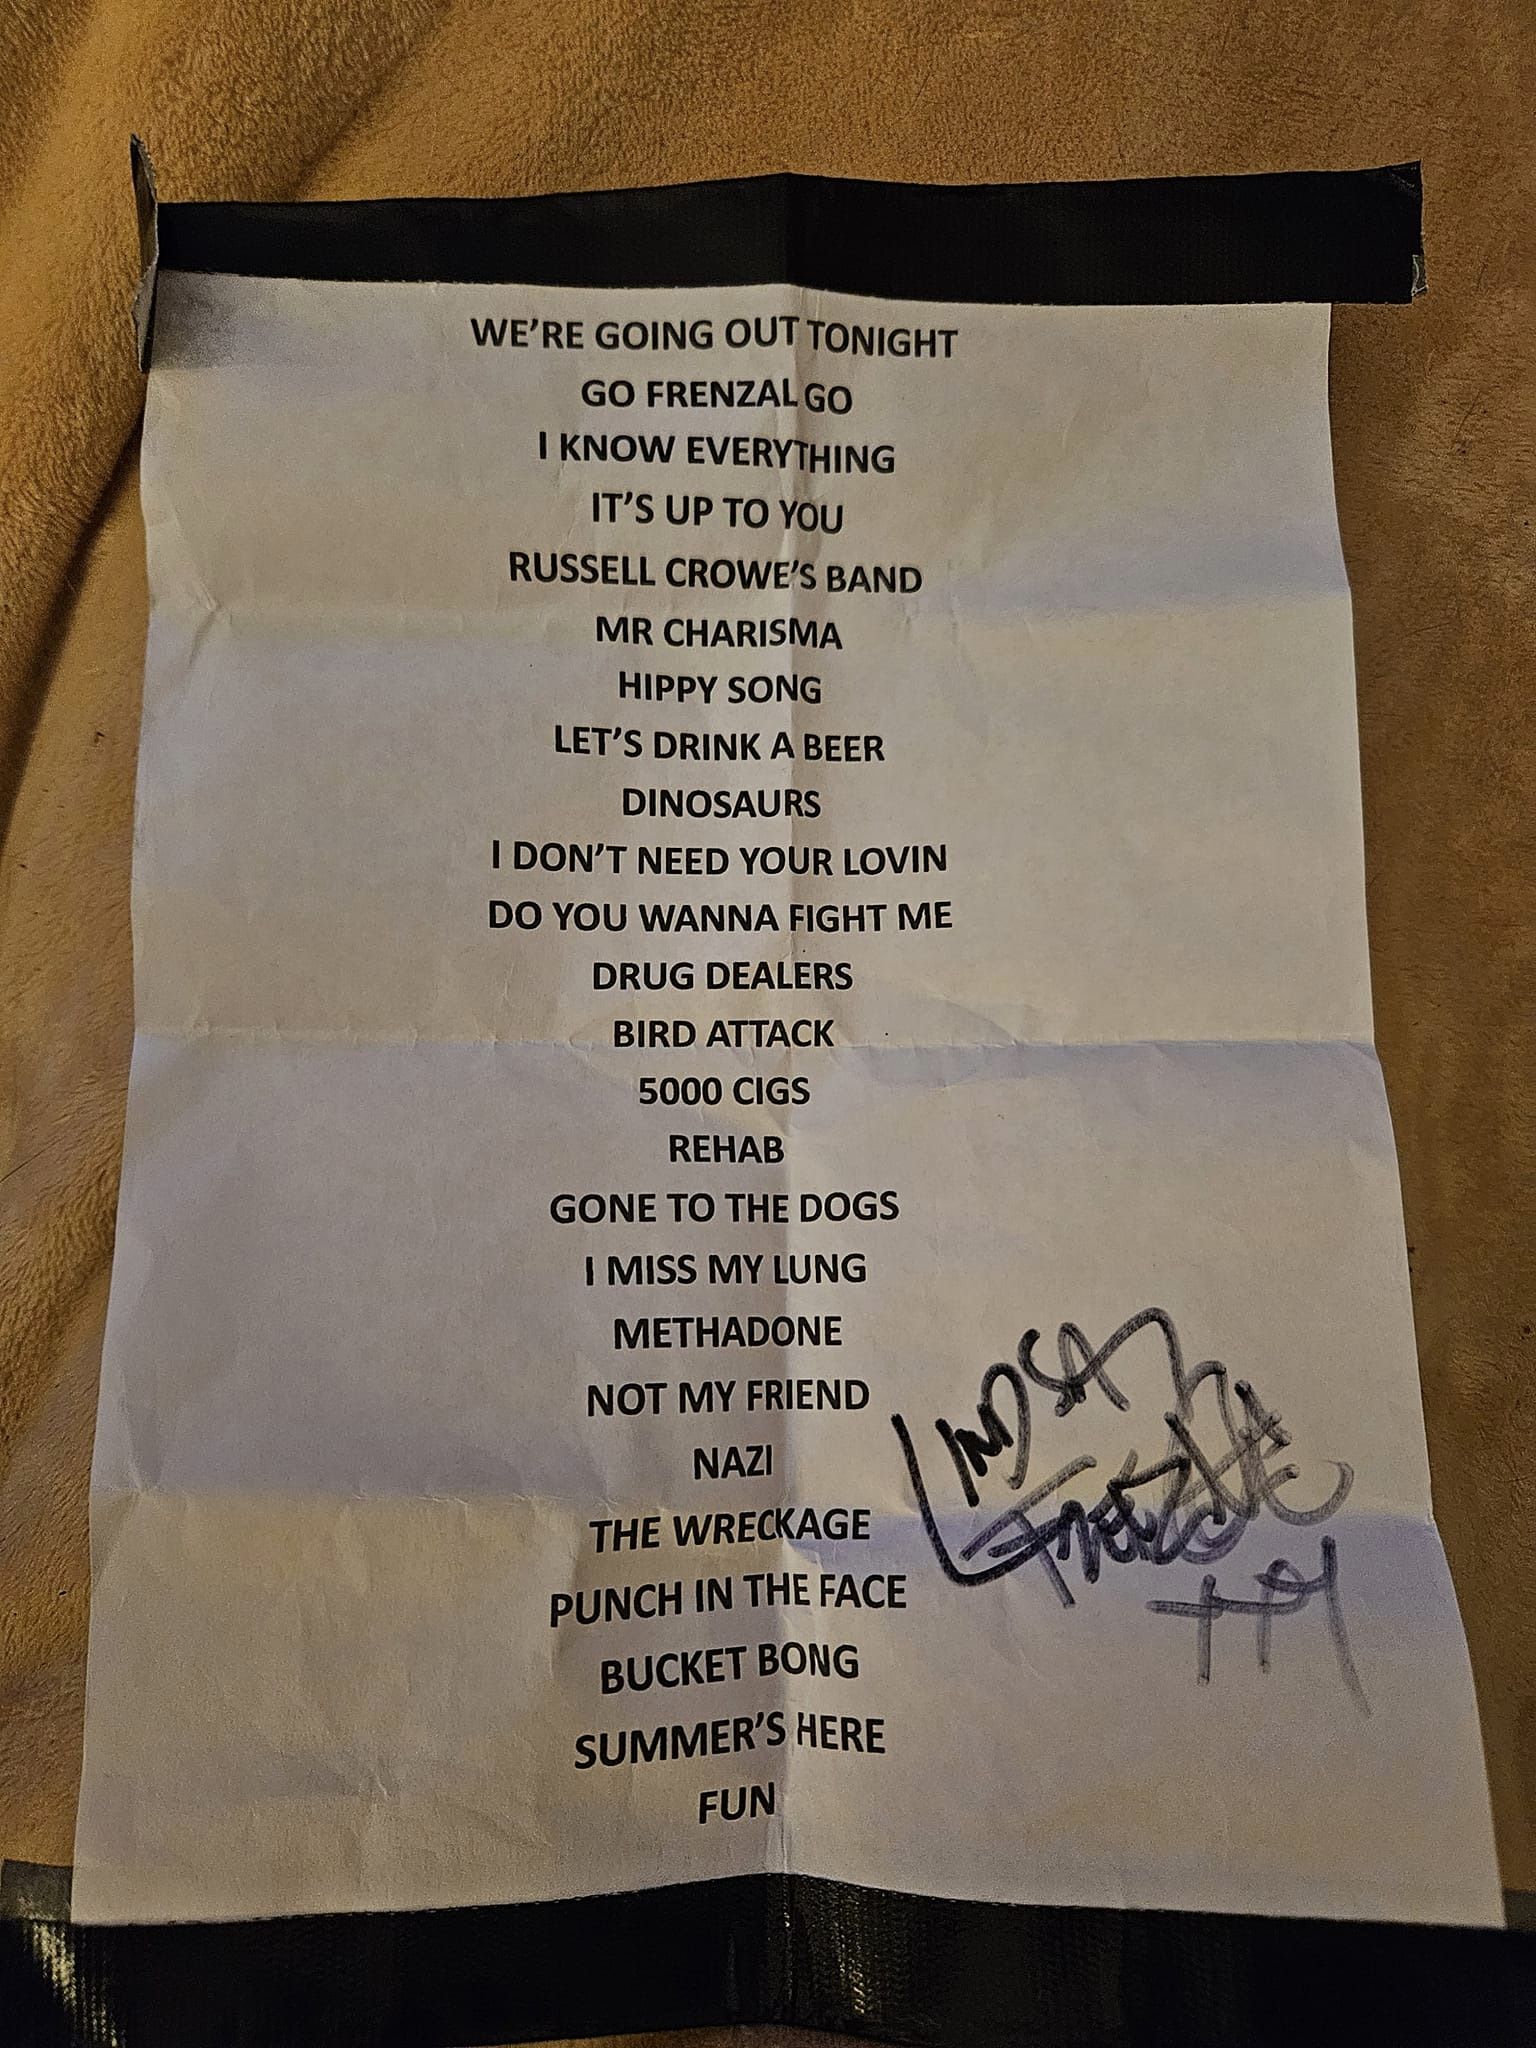 WE'RE GOING OUT TONIGHT
GO FRENZAL GO
I KNOW EVERYTHING
IT'S UP TO YOU
RUSSELL CROWE'S BAND
MR CHARISMA
HIPPY SONG
LET'S DRINK A BEER
DINOSAURS
I DON'T NEED YOUR LOVIN
DO YOU WANNA FIGHT ME
DRUG DEALERS
BIRD ATTACK
5000 CIGS
REHAB
GONE TO THE DOGS
I MISS MY LUNG
METHADONE
NOT MY FRIEND
NAZI
THE WRECKAGE
PUNCH IN THE FACE
BUCKET BONG
SUMMER'S HERE
FUN
LINDSAY